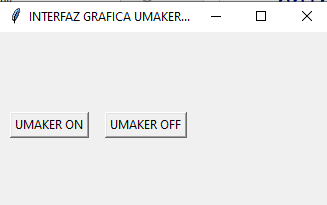 INTERFAZ GRAFICA UMAKER...
UMAKER ON UMAKER OFF